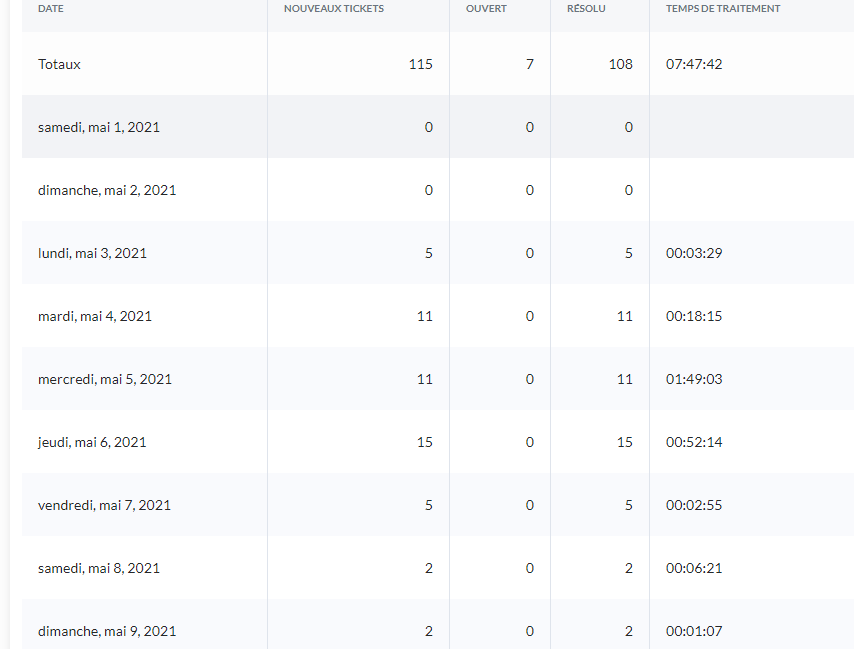 DATE NOUVEAUX TICKETS OUVERT RÉSOLU TEMPS DE TRAITEMENT
Totaux 115 7 108 07:47:42
samedi, mai 1, 2021 0 0 0
dimanche, mai 2, 2021 0 0 0
lundi, mai 3, 2021 5 0 5 00:03:29
mardi, mai 4, 2021 11 0 11 00:18:15
mercredi, mai 5, 2021 11 0 11 01:49:03
jeudi, mai 6, 2021 15 0 15 00:52:14
vendredi, mai 7, 2021 5 0 5 00:02:55
samedi, mai 8, 2021 2 0 2 00:06:21
dimanche, mai 9, 2021 2 0 2 00:01:07